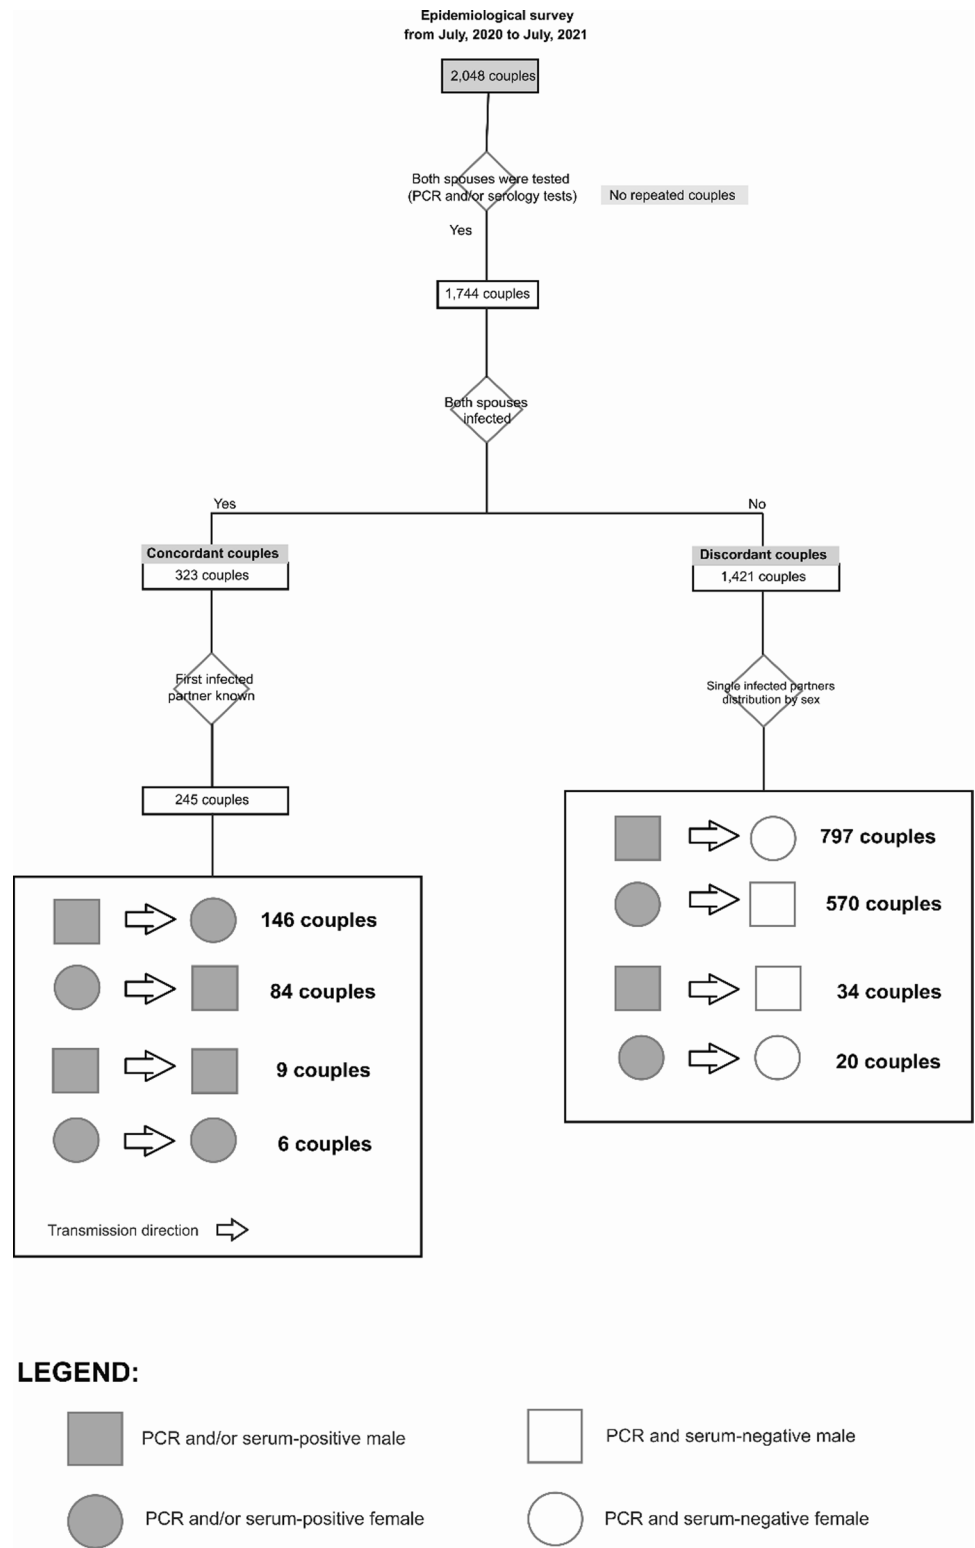 Epidemiological survey
from July, 2020 to July, 2021
2,048 couples
Both spouses were tested
(PCR and/or serology tests)
No repeated couples
Yes
1,744 couples
Both spouses
infected
Yes
No
Concordant couples
323 couples
Discordant couples
1,421 couples
First infected
partner known
Single infected partners
distribution by sex
245 couples
797 couples
570 couples
34 couples
20 couples
146 couples
84 couples
9 couples
6 couples
Transmission direction
LEGEND:
PCR and/or serum-positive male
PCR and serum-negative male
PCR and/or serum-positive female
PCR and serum-negative female